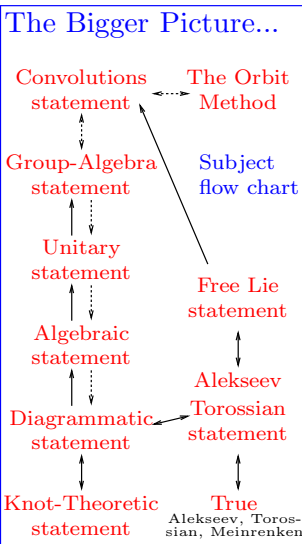 The Bigger Picture...
Convolutions
statement
The Orbit
Method
Group-Algebra
statement
Subject
flow chart
Unitary
statement
Free Lie
statement
Algebraic
statement
Alekseev
Torossian
statement
Diagrammatic
statement
Knot-Theoretic
statement
True
Alekseev, Toros-
sian, Meinrenken